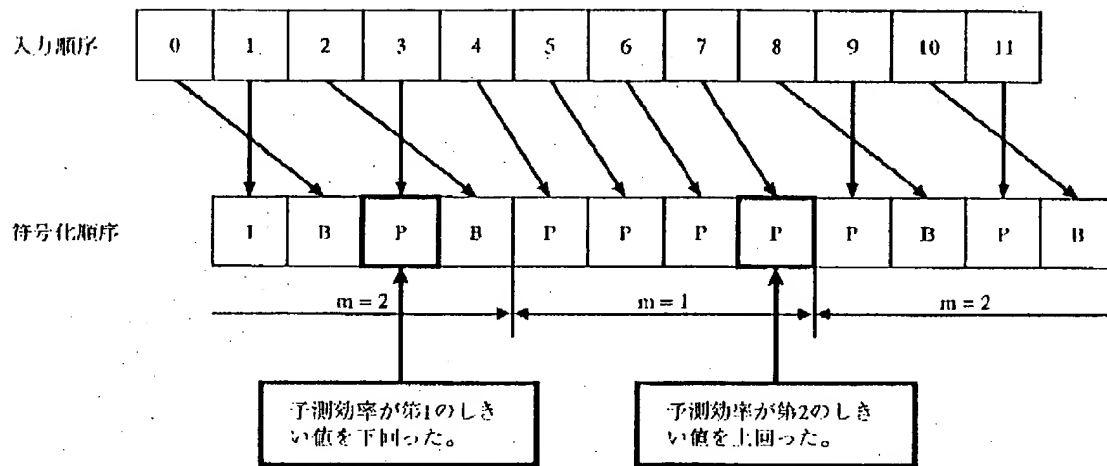 入力順序 0 1 2 3 4 5 6 7 8 9 10 11
符号化順序 I B P B P P P P P B P B
m = 2 m = 1 m = 2
予測効率が第1のしき
い値を下回った。
予測効率が第2のしき
い値を上回った。